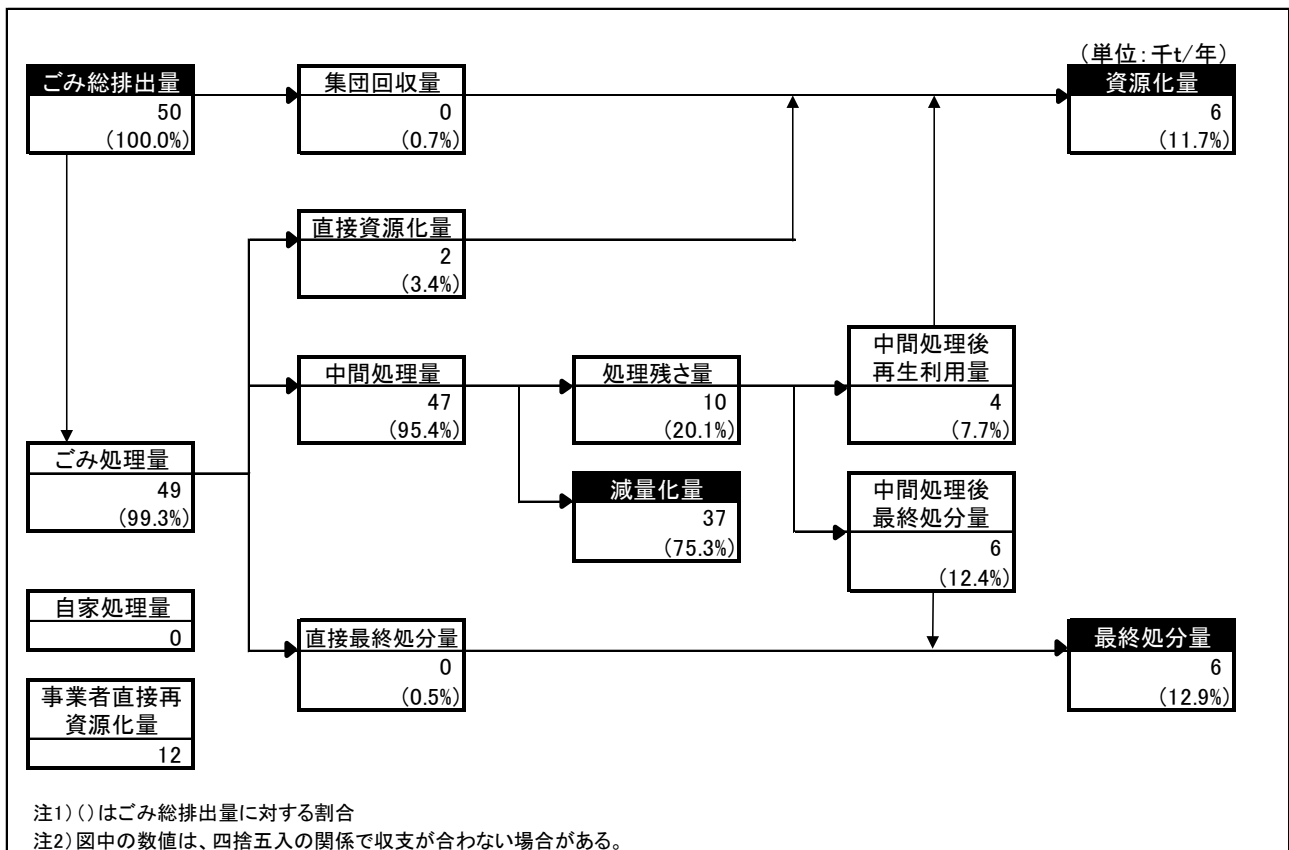 (単位:千t/年)
ごみ総排出量
50
(100.0%)
集団回収量
0
(0.7%)
資源化量
6
(11.7%)
直接資源化量
2
(3.4%)
中間処理量
47
(95.4%)
処理残さ量
10
(20.1%)
中間処理後
再生利用量
4
(7.7%)
ごみ処理量
49
(99.3%)
減量化量
37
(75.3%)
中間処理後
最終処分量
6
(12.4%)
自家処理量
0
直接最終処分量
0
(0.5%)
最終処分量
6
(12.9%)
事業者直接再
資源化量
12
注1)()はごみ総排出量に対する割合
注2)図中の数値は、四捨五入の関係で収支が合わない場合がある。